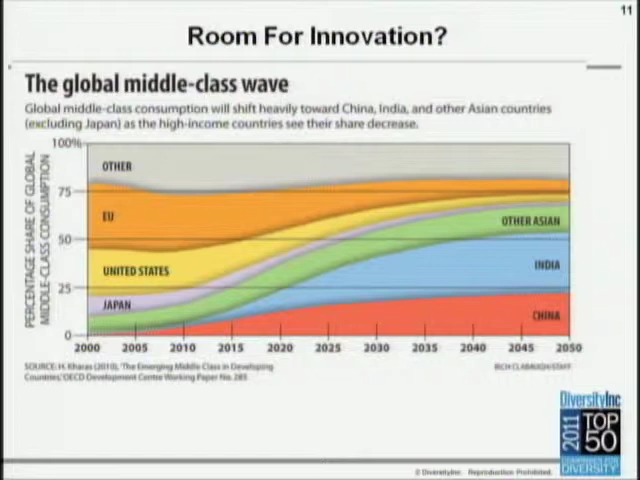 11
Room For Innovation?
The global middle-class wave
Global middle-class consumption will shift heavily toward China, India, and other Asian countries
(excluding Japan) as the high-income countries see their share decrease.
PERCENTAGE SHARE OF GLOBAL
MIDDLE-CLASS CONSUMPTION
100%
75
50
25
0
OTHER
EU
UNITED STATES
JAPAN
OTHER ASIAN
INDIA
CHINA
2000 2005 2010 2015 2020 2025 2030 2035 2040 2045 2050
SOURCE: H. Kharas (2010), 'The Emerging Middle Class in Developing
Countries,' OECD Development Centre Working Paper No. 285
RICH CLABAUGH/STAFF
DiversityInc
2011
TOP
50
COMPANIES FOR
DIVERSITY
© DiversityInc. Reproduction Prohibited.